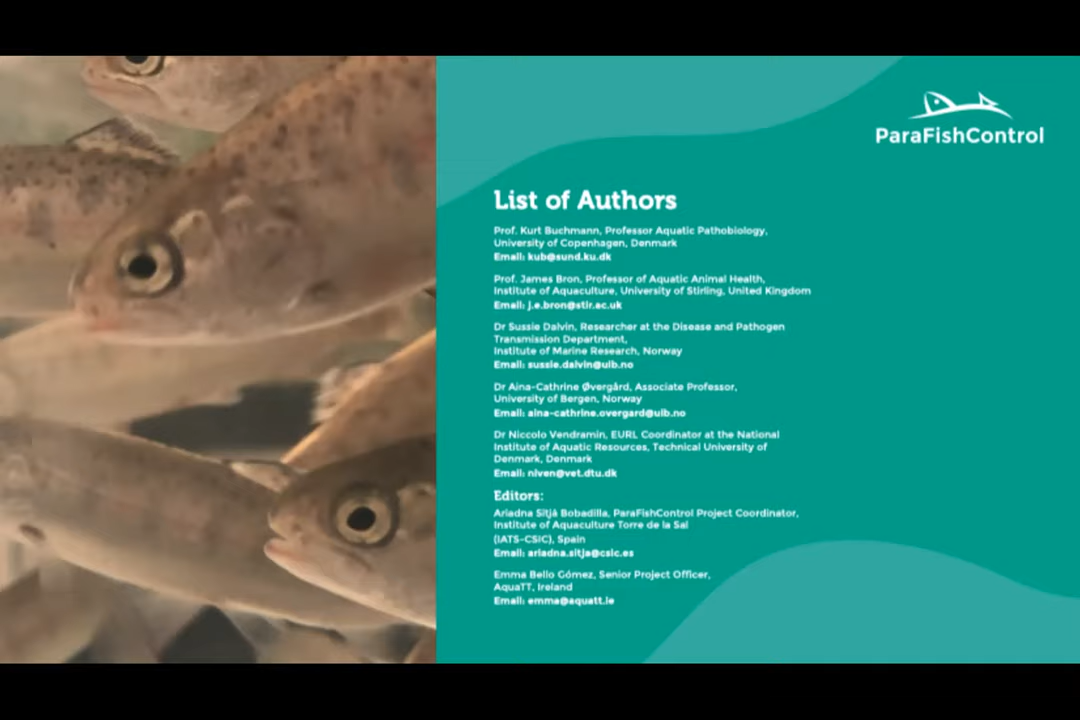 ParaFishControl
List of Authors
Prof. Kurt Buchmann, Professor Aquatic Pathobiology,
University of Copenhagen, Denmark
Email: kub@sund.ku.dk
Prof. James Bron, Professor of Aquatic Animal Health,
Institute of Aquaculture, University of Stirling, United Kingdom
Email: j.e.bron@stir.ac.uk
Dr Sussie Dalvin, Researcher at the Disease and Pathogen
Transmission Department,
Institute of Marine Research, Norway
Email: sussie.dalvin@uib.no
Dr Aina-Cathrine Øvergård, Associate Professor,
University of Bergen, Norway
Email: aina-cathrine.overgard@uib.no
Dr Niccolo Vendramin, EURL Coordinator at the National
Institute of Aquatic Resources, Technical University of
Denmark, Denmark
Email: niven@vet.dtu.dk
Editors:
Ariadna Sitjà Bobadilla, ParaFishControl Project Coordinator,
Institute of Aquaculture Torre de la Sal
(IATS-CSIC), Spain
Email: ariadna.sitja@csic.es
Emma Bello Gómez, Senior Project Officer,
AquaTT, Ireland
Email: emma@aquatt.ie